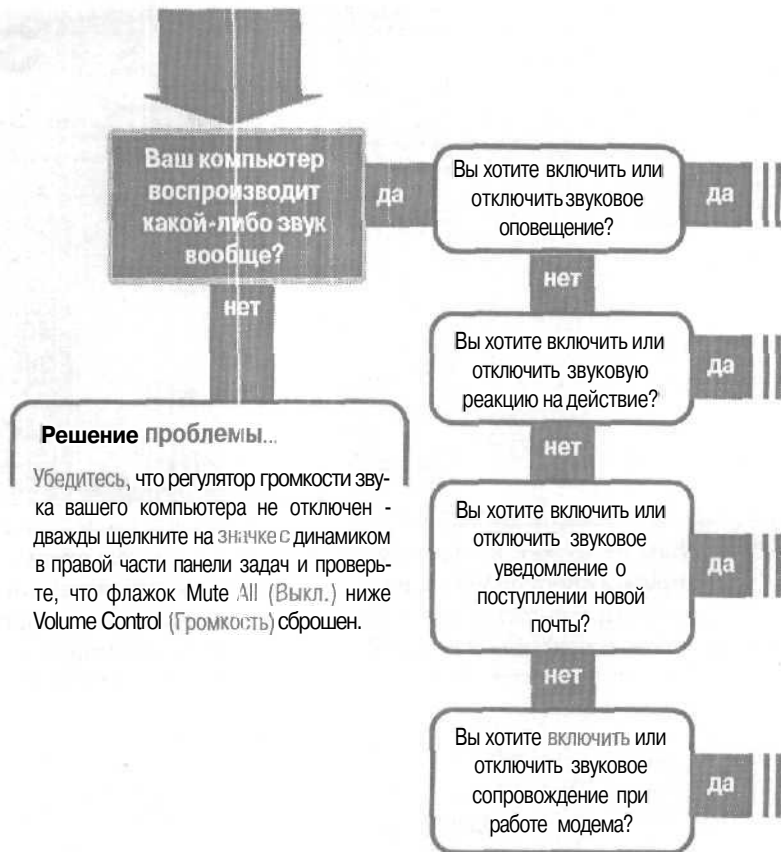 Ваш компьютер
воспроизводит
какой-либо звук
вообще?
да
Вы хотите включить или
отключить звуковое
оповещение?
да
нет
нет
Вы хотите включить или
отключить звуковую
реакцию на действие?
да
нет
Решение проблемы...
Убедитесь, что регулятор громкости зву-
ка вашего компьютера не отключен -
дважды щелкните на значке с динамиком
в правой части панели задач и проверь-
те, что флажок Mute All (Выкл.) ниже
Volume Control (Громкость) сброшен.
Вы хотите включить или
отключить звуковое
уведомление о
поступлении новой
почты?
да
нет
Вы хотите включить или
отключить звуковое
сопровождение при
работе модема?
да